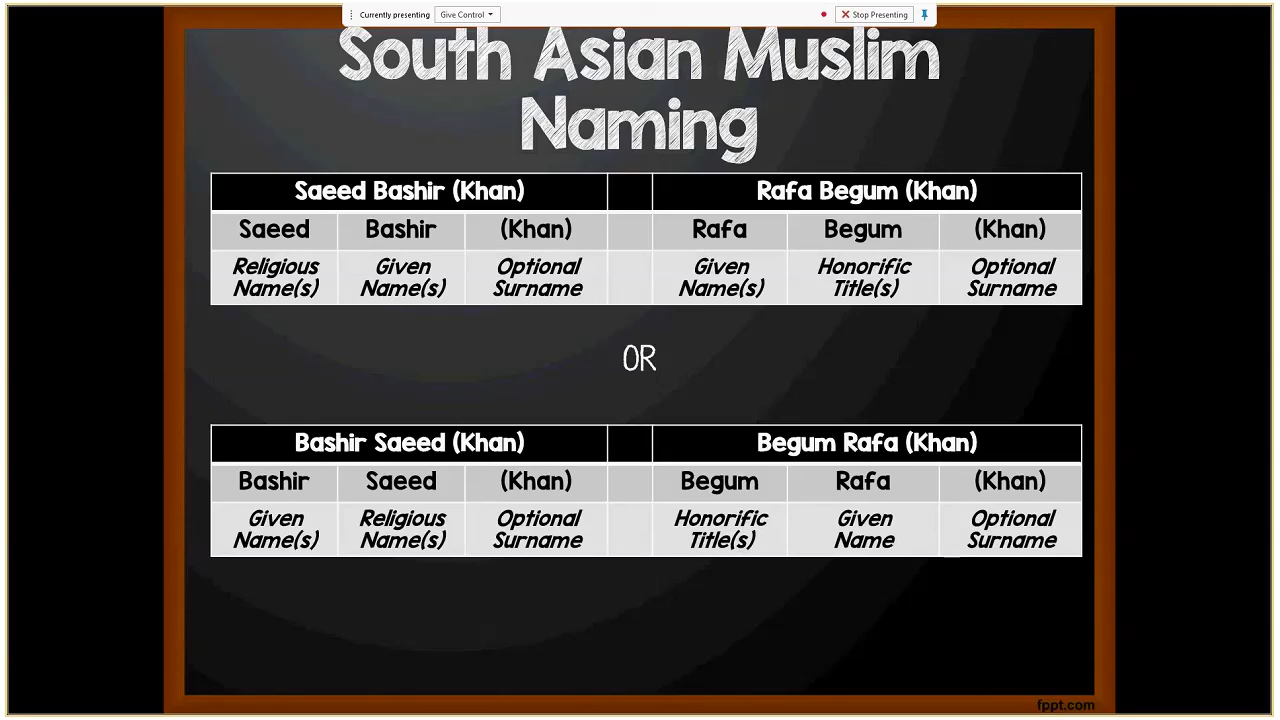 Currently presenting Give Control Stop Presenting
South Asian Muslim
Naming
Saeed Bashir (Khan) Rafa Begum (Khan)
Saeed Bashir (Khan) Rafa Begum (Khan)
Religious Given Optional Given Honorific Optional
Name(s) Name(s) Surname Name(s) Title(s) Surname
OR
Bashir Saeed (Khan) Begum Rafa (Khan)
Bashir Saeed (Khan) Begum Rafa (Khan)
Given Religious Optional Honorific Given Optional
Name(s) Name(s) Surname Title(s) Name Surname
fppt.com